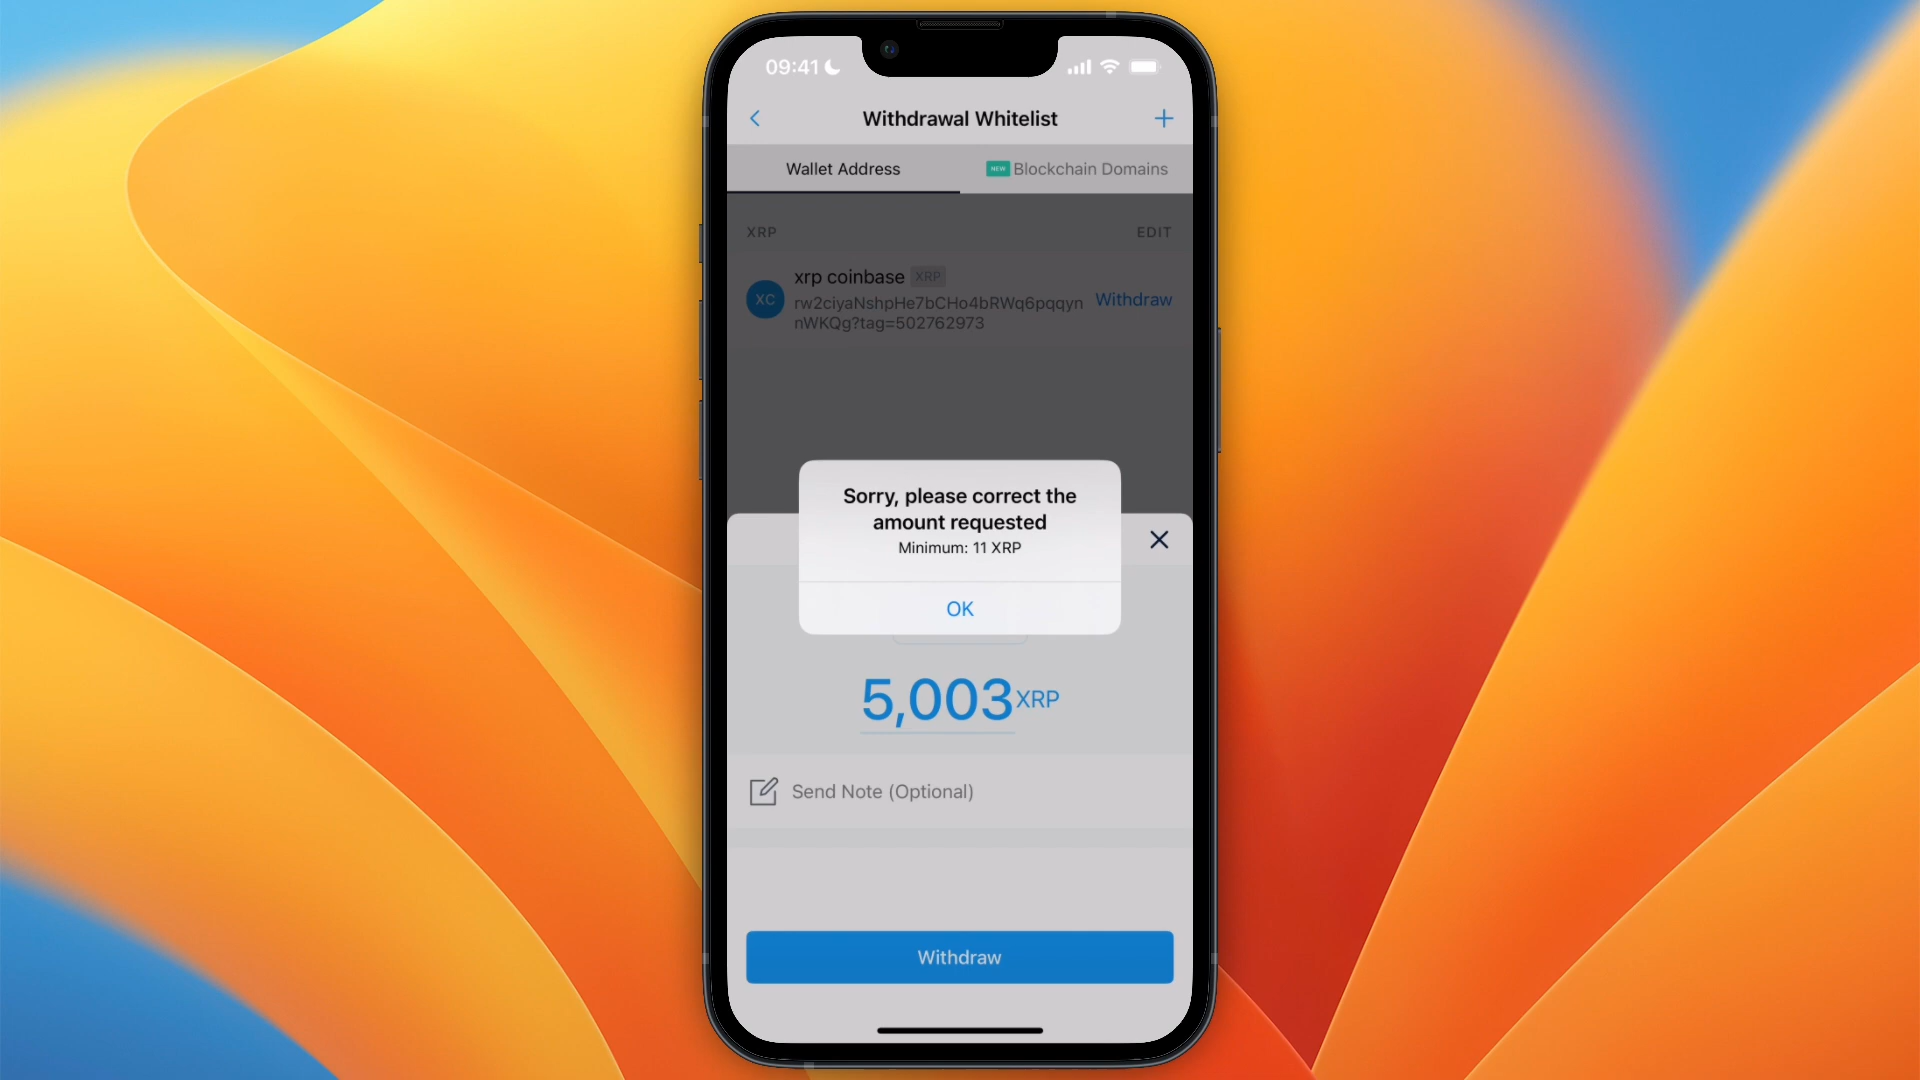 09:41
Withdrawal Whitelist
Wallet Address
NEW Blockchain Domains
XRP
EDIT
xrp coinbase XRP
XC
rw2ciyaNshpHe7bCHo4bRWq6pqqyn
nWKQg?tag=502762973
Withdraw
Sorry, please correct the
amount requested
Minimum: 11 XRP
OK
5,003 XRP
Send Note (Optional)
Withdraw